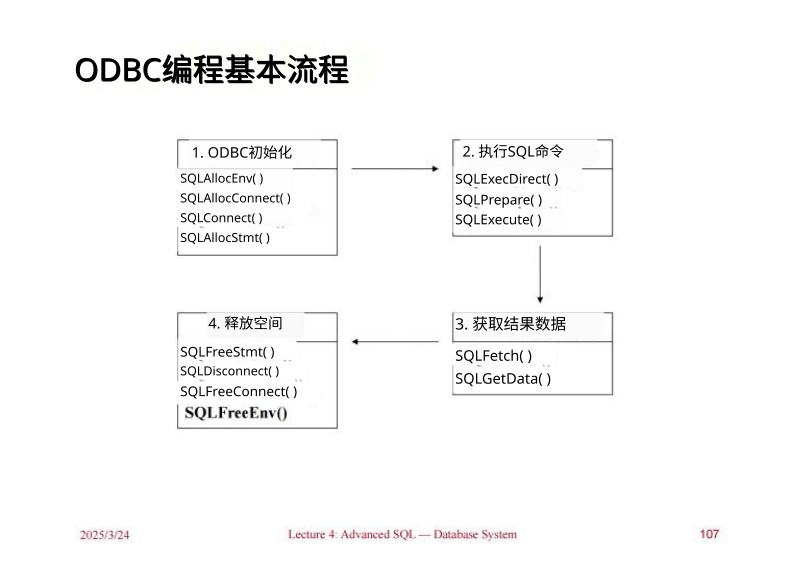 ODBC编程基本流程
1. ODBC初始化
SQLAllocEnv( )
SQLAllocConnect( )
SQLConnect( )
SQLAllocStmt( )
2. 执行SQL命令
SQLExecDirect( )
SQLPrepare( )
SQLExecute( )
3. 获取结果数据
SQLFetch( )
SQLGetData( )
4. 释放空间
SQLFreeStmt( )
SQLDisconnect( )
SQLFreeConnect( )
SQLFreeEnv()
2025/3/24
Lecture 4: Advanced SQL — Database System
107